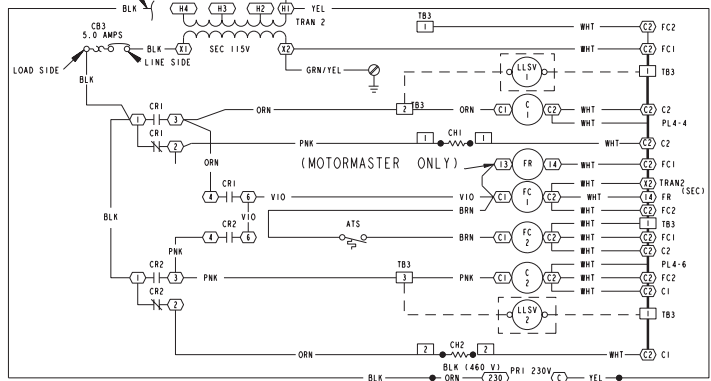 BLK H4 H3 H2 H1 YEL
TRAN 2
TB3
1 WHT C2 FC2
CB3
5.0 AMPS
BLK X1 SEC 115V X2 WHT C2 FC1
LOAD SIDE LINE SIDE
GRN/YEL
LLSV
1
1 TB3
BLK
CR1
1 3 ORN 2 TB3 ORN C1 C
1 C2 WHT C2 C2
WHT PL4-4
CR1
2 PNK 1 CH1 1 WHT C2 C2
ORN (MOTORMASTER ONLY) 13 FR 14 WHT C2 FC1
WHT X2 TRAN2
(SEC)
CR1
4 6 VIO VIO C1 FC
1 C2 WHT 14 FR
BRN WHT C2 FC2
BLK
VIO
WHT 1 TB3
CR2
4 6 ATS BRN C1 FC
2 C2 WHT C2 FC1
WHT C2 C2
PNK
WHT PL4-6
CR2
1 3 PNK TB3
3 PNK C1 C
2 C2 WHT C2 FC2
WHT C2 C1
CR2
2
LLSV
2
1 TB3
ORN 2 CH2 2 WHT C2 C1
BLK (460 V)
BLK ORN 230 PRI 230V C YEL